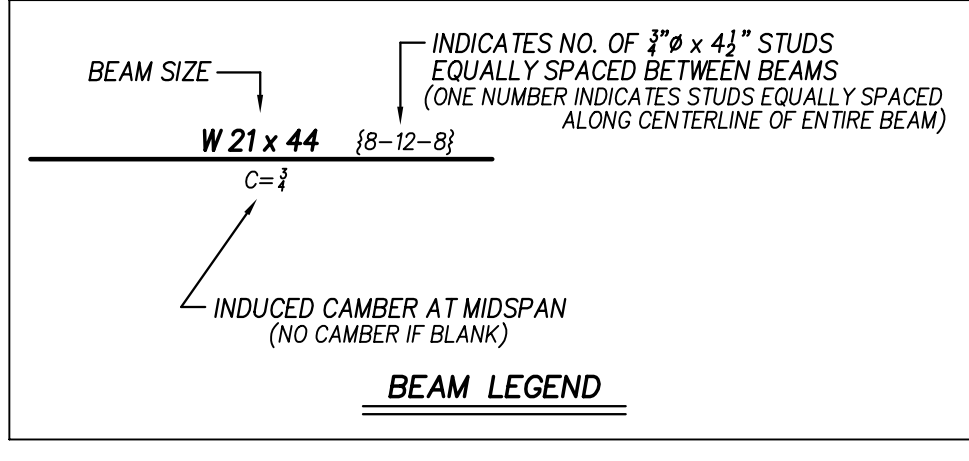 INDICATES NO. OF 3/4"ø x 4 1/2" STUDS
BEAM SIZE
EQUALLY SPACED BETWEEN BEAMS
(ONE NUMBER INDICATES STUDS EQUALLY SPACED
ALONG CENTERLINE OF ENTIRE BEAM)
W 21 x 44 {8-12-8}
C=3/4
INDUCED CAMBER AT MIDSPAN
(NO CAMBER IF BLANK)
BEAM LEGEND